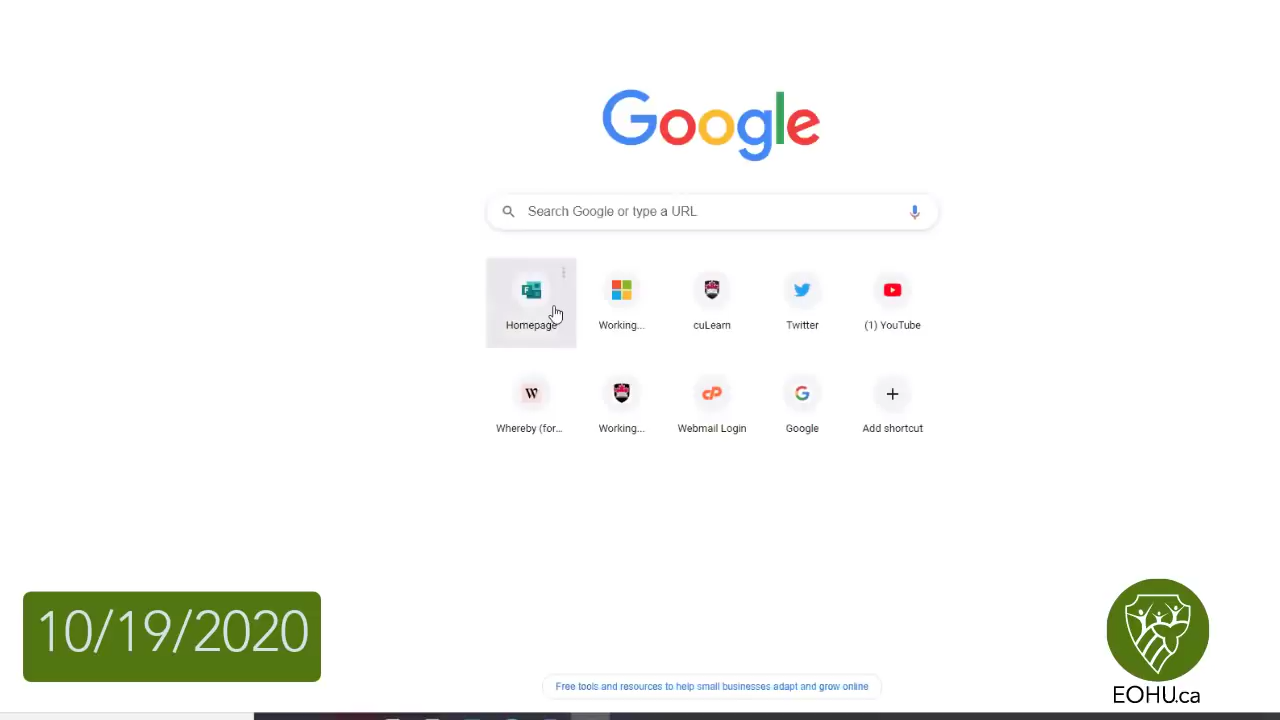 Google
Search Google or type a URL
Homepage
Working...
cuLearn
Twitter
(1) YouTube
Whereby (for...
Working...
Webmail Login
Google
Add shortcut
10/19/2020
EOHU.ca
Free tools and resources to help small businesses adapt and grow online